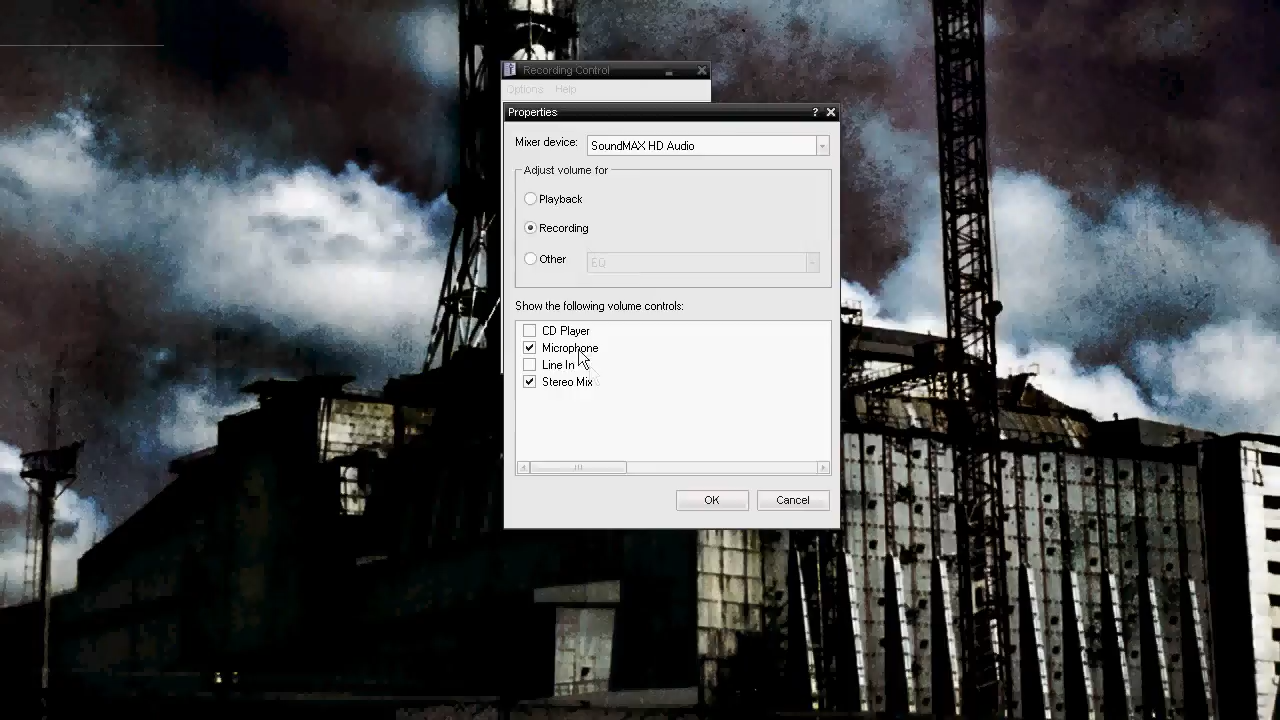 Recording Control
Options Help
Properties ?
Mixer device: SoundMAX HD Audio
Adjust volume for
Playback
Recording
Other EQ
Show the following volume controls:
CD Player
Microphone
Line In
Stereo Mix
OK Cancel